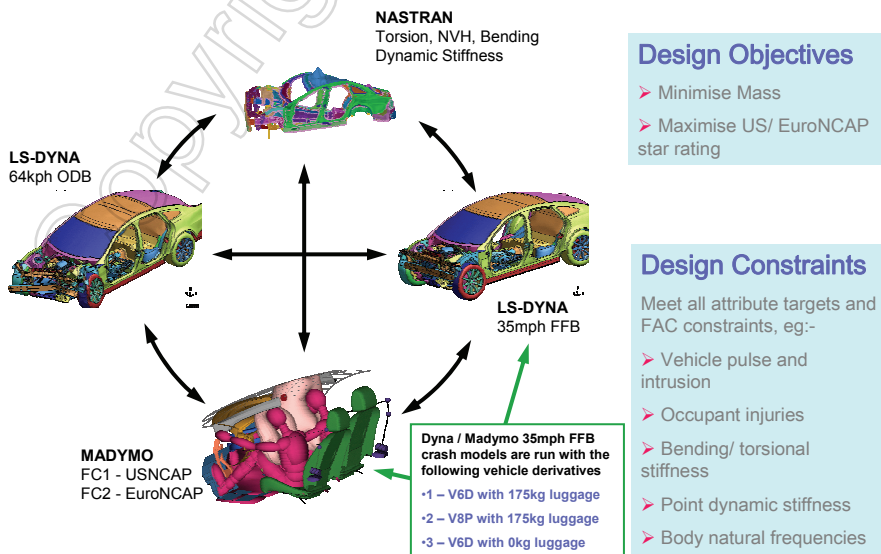 NASTRAN
Torsion, NVH, Bending
Dynamic Stiffness
LS-DYNA
64kph ODB
LS-DYNA
35mph FFB
MADYMO
FC1 - USNCAP
FC2 - EuroNCAP
Dyna / Madymo 35mph FFB
crash models are run with the
following vehicle derivatives
•1 – V6D with 175kg luggage
•2 – V8P with 175kg luggage
•3 – V6D with 0kg luggage
Design Objectives
➢ Minimise Mass
➢ Maximise US/ EuroNCAP
star rating
Design Constraints
Meet all attribute targets and
FAC constraints, eg:-
➢ Vehicle pulse and
intrusion
➢ Occupant injuries
➢ Bending/ torsional
stiffness
➢ Point dynamic stiffness
➢ Body natural frequencies
Copyrig